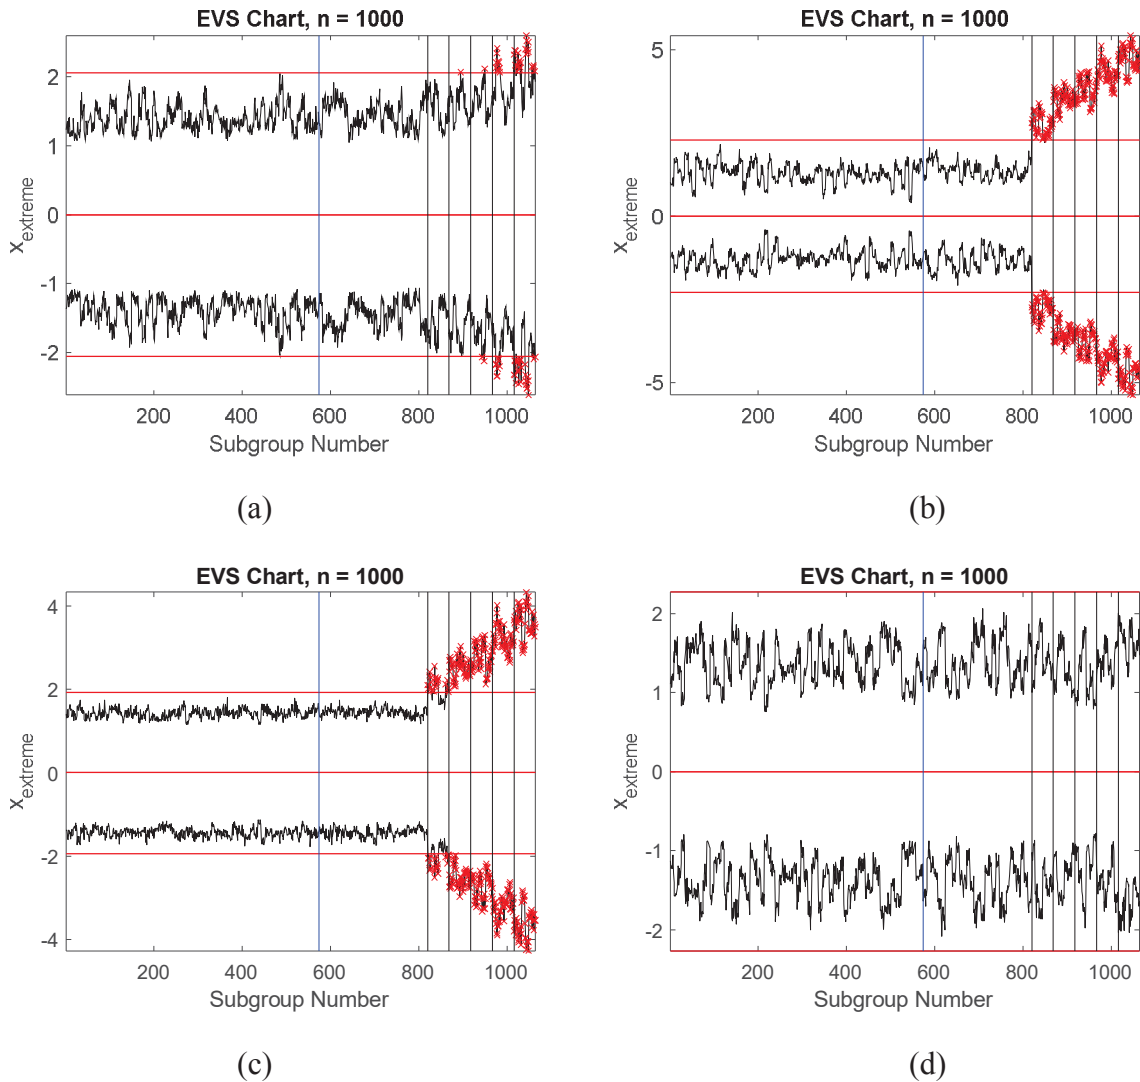 EVS Chart, n = 1000
2
1
0
-1
-2
x_extreme
200 400 600 800 1000
Subgroup Number
(a)
EVS Chart, n = 1000
5
0
-5
x_extreme
200 400 600 800 1000
Subgroup Number
(b)
EVS Chart, n = 1000
4
2
0
-2
-4
x_extreme
200 400 600 800 1000
Subgroup Number
(c)
EVS Chart, n = 1000
2
1
0
-1
-2
x_extreme
200 400 600 800 1000
Subgroup Number
(d)